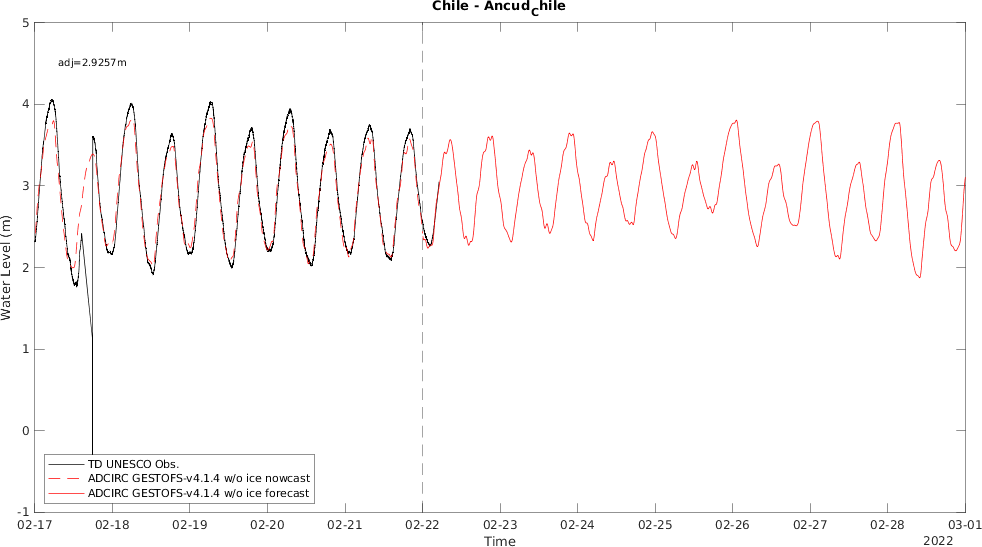 Chile - Ancud_Chile
adj=2.9257m
5
4
3
2
1
0
-1
Water Level (m)
TD UNESCO Obs.
ADCIRC GESTOFS-v4.1.4 w/o ice nowcast
ADCIRC GESTOFS-v4.1.4 w/o ice forecast
02-17 02-18 02-19 02-20 02-21 02-22 02-23 02-24 02-25 02-26 02-27 02-28 03-01
Time
2022